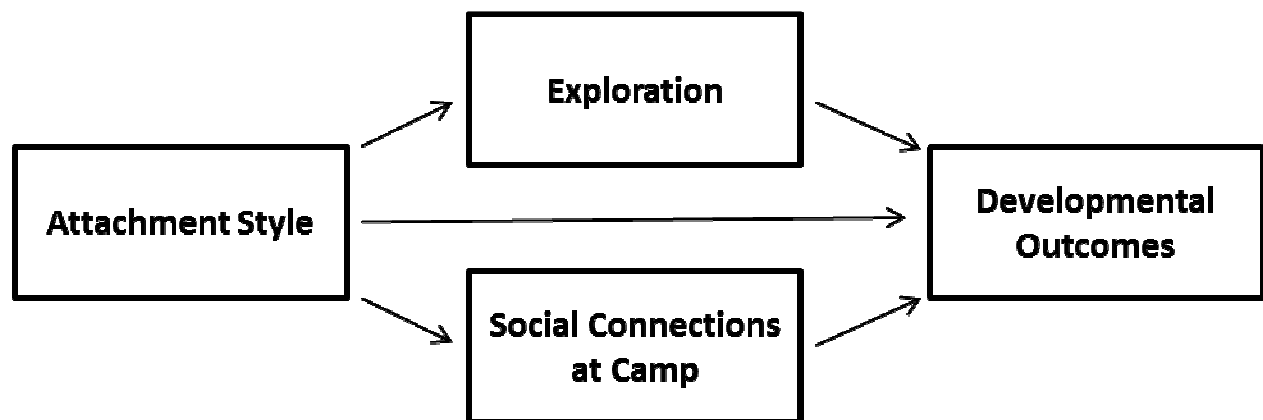 Exploration
Attachment Style
Developmental
Outcomes
Social Connections
at Camp